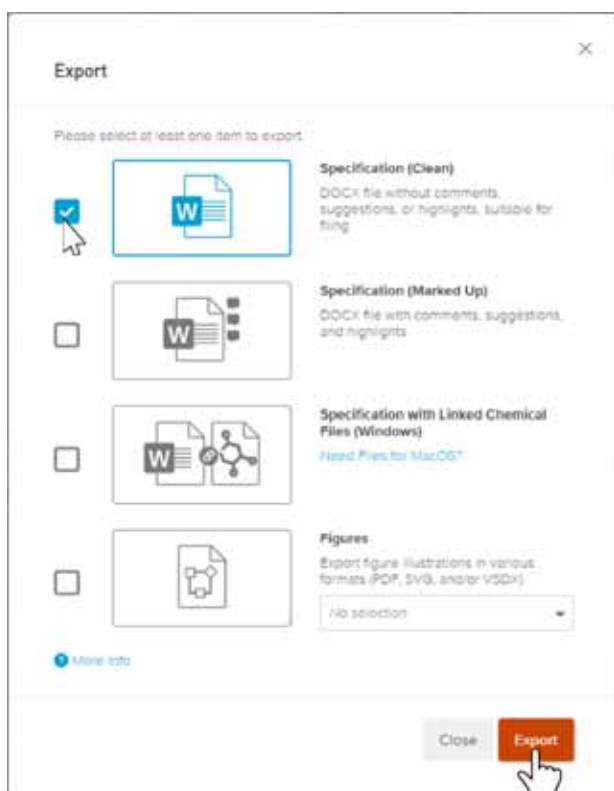 Export
Please select at least one item to export
Specification (Clean)
DOCX file without comments,
suggestions, or highlights, suitable for
filing
W
Specification (Marked Up)
DOCX file with comments, suggestions,
and highlights
W
Specification with Linked Chemical
Files (Windows)
Need Files for MacOS?
W
Figures
Export figure illustrations in various
formats (PDF, SVG, and/or VSDX)
No selection
? More Info
Close
Export